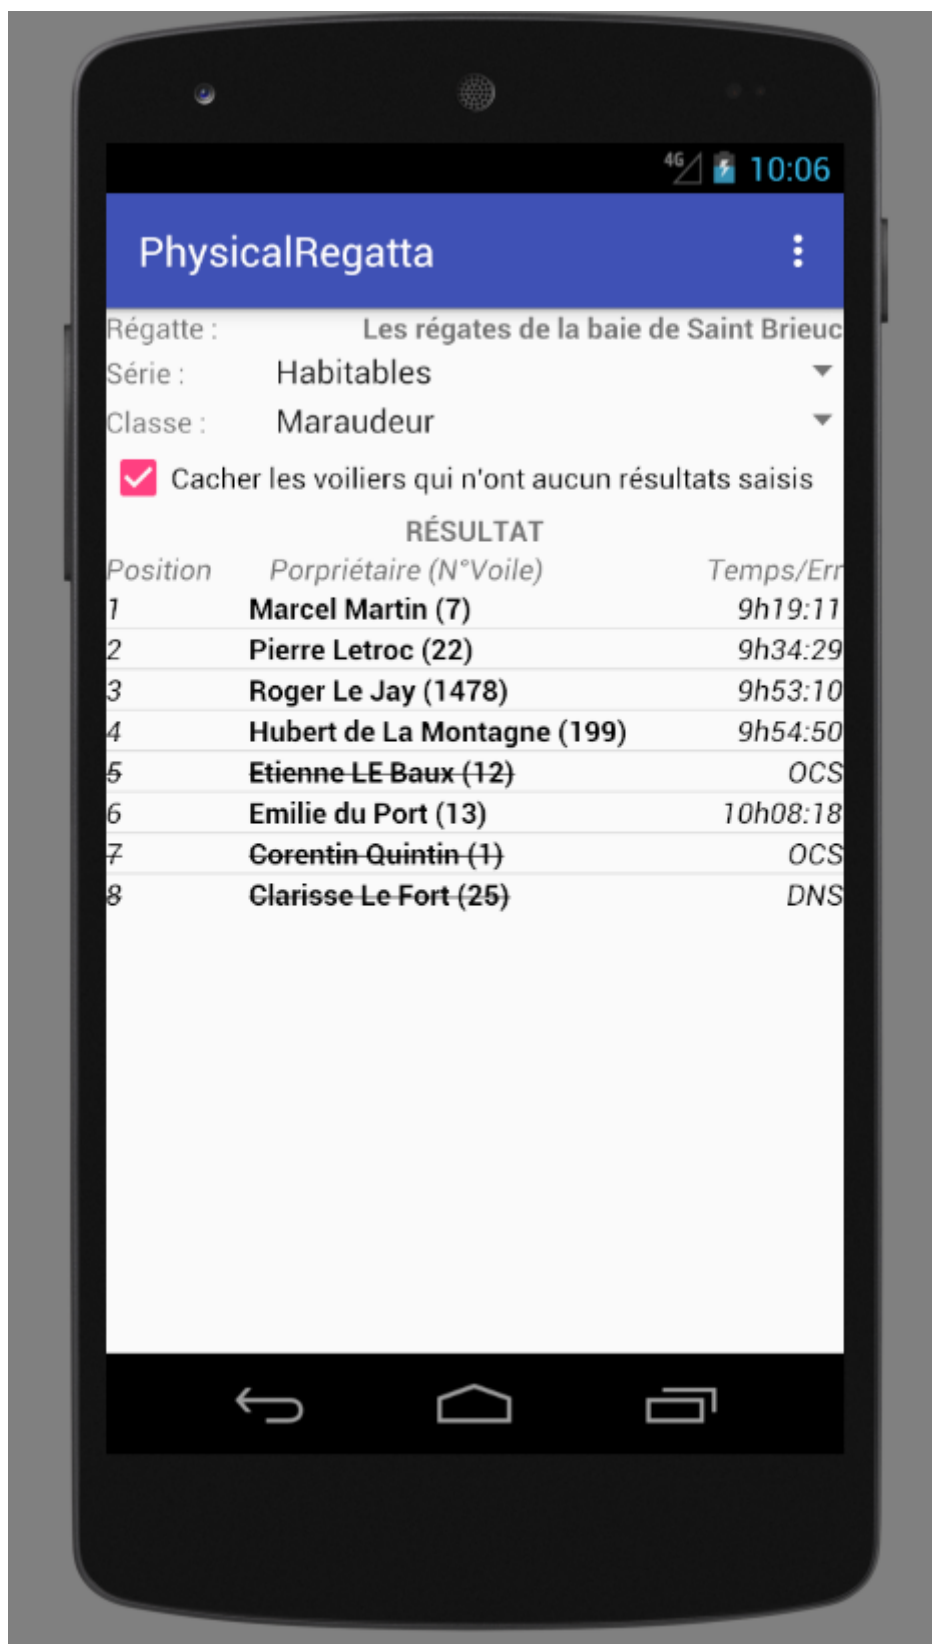 4G 10:06
PhysicalRegatta
Régatte : Les régates de la baie de Saint Brieuc
Série : Habitables
Classe : Maraudeur
Cacher les voiliers qui n'ont aucun résultats saisis
RÉSULTAT
Position Porpriétaire (N°Voile) Temps/Err
1 Marcel Martin (7) 9h19:11
2 Pierre Letroc (22) 9h34:29
3 Roger Le Jay (1478) 9h53:10
4 Hubert de La Montagne (199) 9h54:50
5 Etienne LE Baux (12) OCS
6 Emilie du Port (13) 10h08:18
7 Corentin Quintin (1) OCS
8 Clarisse Le Fort (25) DNS